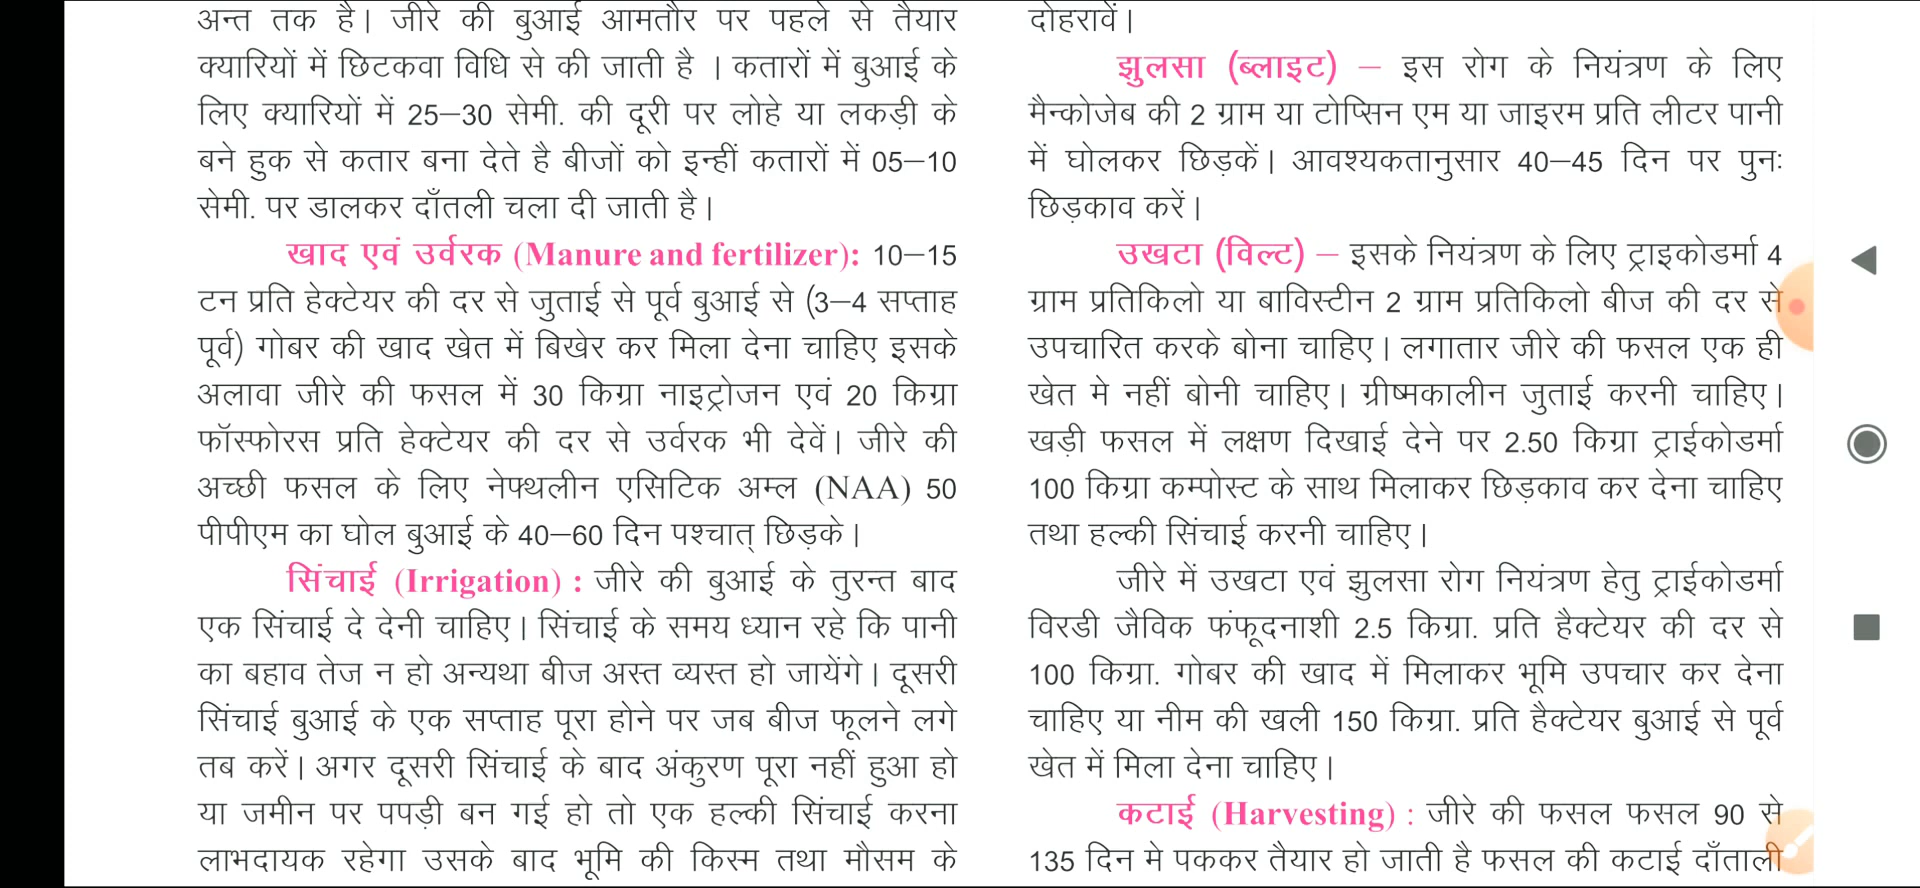 अन्त तक है। जीरे की बुआई आमतौर पर पहले से तैयार
क्यारियों में छिटकवा विधि से की जाती है । कतारों में बुआई के
लिए क्यारियों में 25–30 सेमी. की दूरी पर लोहे या लकड़ी के
बने हुक से कतार बना देते है बीजों को इन्हीं कतारों में 05–10
सेमी. पर डालकर दाँतली चला दी जाती है।
खाद एवं उर्वरक (Manure and fertilizer): 10–15
टन प्रति हेक्टेयर की दर से जुताई से पूर्व बुआई से (3–4 सप्ताह
पूर्व) गोबर की खाद खेत में बिखेर कर मिला देना चाहिए इसके
अलावा जीरे की फसल में 30 किग्रा नाइट्रोजन एवं 20 किग्रा
फॉस्फोरस प्रति हेक्टेयर की दर से उर्वरक भी देवें। जीरे की
अच्छी फसल के लिए नेफ्थलीन एसिटिक अम्ल (NAA) 50
पीपीएम का घोल बुआई के 40–60 दिन पश्चात् छिड़के।
सिंचाई (Irrigation) : जीरे की बुआई के तुरन्त बाद
एक सिंचाई दे देनी चाहिए। सिंचाई के समय ध्यान रहे कि पानी
का बहाव तेज न हो अन्यथा बीज अस्त व्यस्त हो जायेंगे। दूसरी
सिंचाई बुआई के एक सप्ताह पूरा होने पर जब बीज फूलने लगे
तब करें। अगर दूसरी सिंचाई के बाद अंकुरण पूरा नहीं हुआ हो
या जमीन पर पपड़ी बन गई हो तो एक हल्की सिंचाई करना
लाभदायक रहेगा उसके बाद भूमि की किस्म तथा मौसम के
दोहरावें।
झुलसा (ब्लाइट) – इस रोग के नियंत्रण के लिए
मैन्कोजेब की 2 ग्राम या टोप्सिन एम या जाइरम प्रति लीटर पानी
में घोलकर छिड़कें। आवश्यकतानुसार 40–45 दिन पर पुनः
छिड़काव करें।
उखटा (विल्ट) – इसके नियंत्रण के लिए ट्राइकोडर्मा 4
ग्राम प्रतिकिलो या बाविस्टीन 2 ग्राम प्रतिकिलो बीज की दर से
उपचारित करके बोना चाहिए। लगातार जीरे की फसल एक ही
खेत मे नहीं बोनी चाहिए। ग्रीष्मकालीन जुताई करनी चाहिए।
खड़ी फसल में लक्षण दिखाई देने पर 2.50 किग्रा ट्राईकोडर्मा
100 किग्रा कम्पोस्ट के साथ मिलाकर छिड़काव कर देना चाहिए
तथा हल्की सिंचाई करनी चाहिए।
जीरे में उखटा एवं झुलसा रोग नियंत्रण हेतु ट्राईकोडर्मा
विरडी जैविक फंफूदनाशी 2.5 किग्रा. प्रति हैक्टेयर की दर से
100 किग्रा. गोबर की खाद में मिलाकर भूमि उपचार कर देना
चाहिए या नीम की खली 150 किग्रा. प्रति हैक्टेयर बुआई से पूर्व
खेत में मिला देना चाहिए।
कटाई (Harvesting) : जीरे की फसल फसल 90 से
135 दिन मे पककर तैयार हो जाती है फसल की कटाई दाँताली